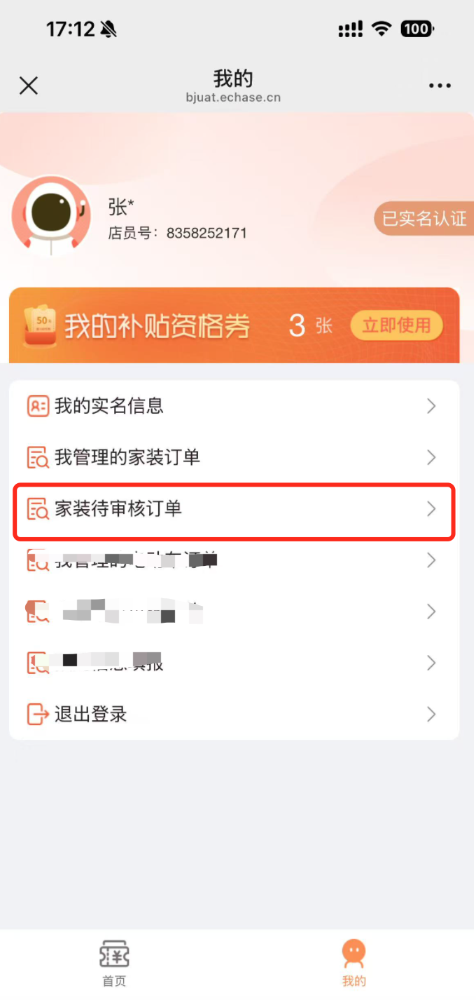 17:12
100
我的
bjuat.echase.cn
张*
店员号：8358252171
已实名认证
50
我的补贴资格券 3 张 立即使用
我的实名信息
我管理的家装订单
家装待审核订单
退出登录
首页
我的